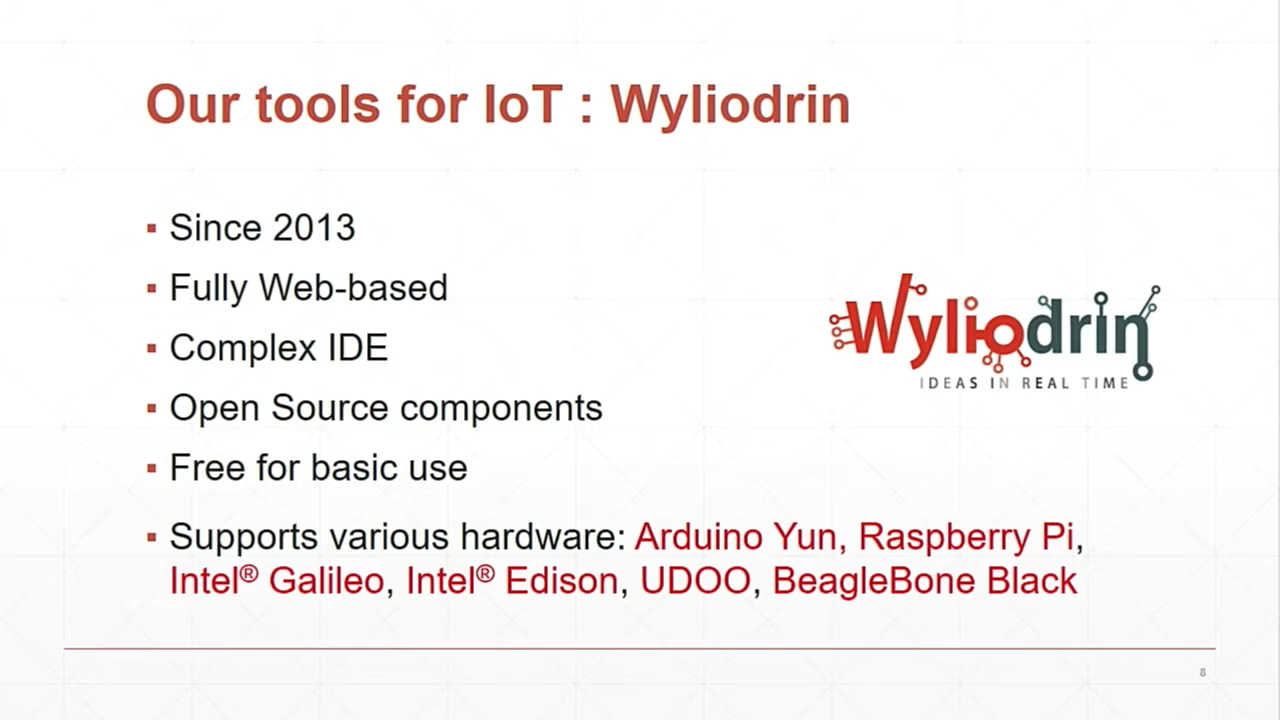 Our tools for IoT : Wyliodrin
▪ Since 2013
▪ Fully Web-based
▪ Complex IDE
▪ Open Source components
▪ Free for basic use
▪ Supports various hardware: Arduino Yun, Raspberry Pi,
Intel® Galileo, Intel® Edison, UDOO, BeagleBone Black
Wyliodrin
IDEAS IN REAL TIME
8